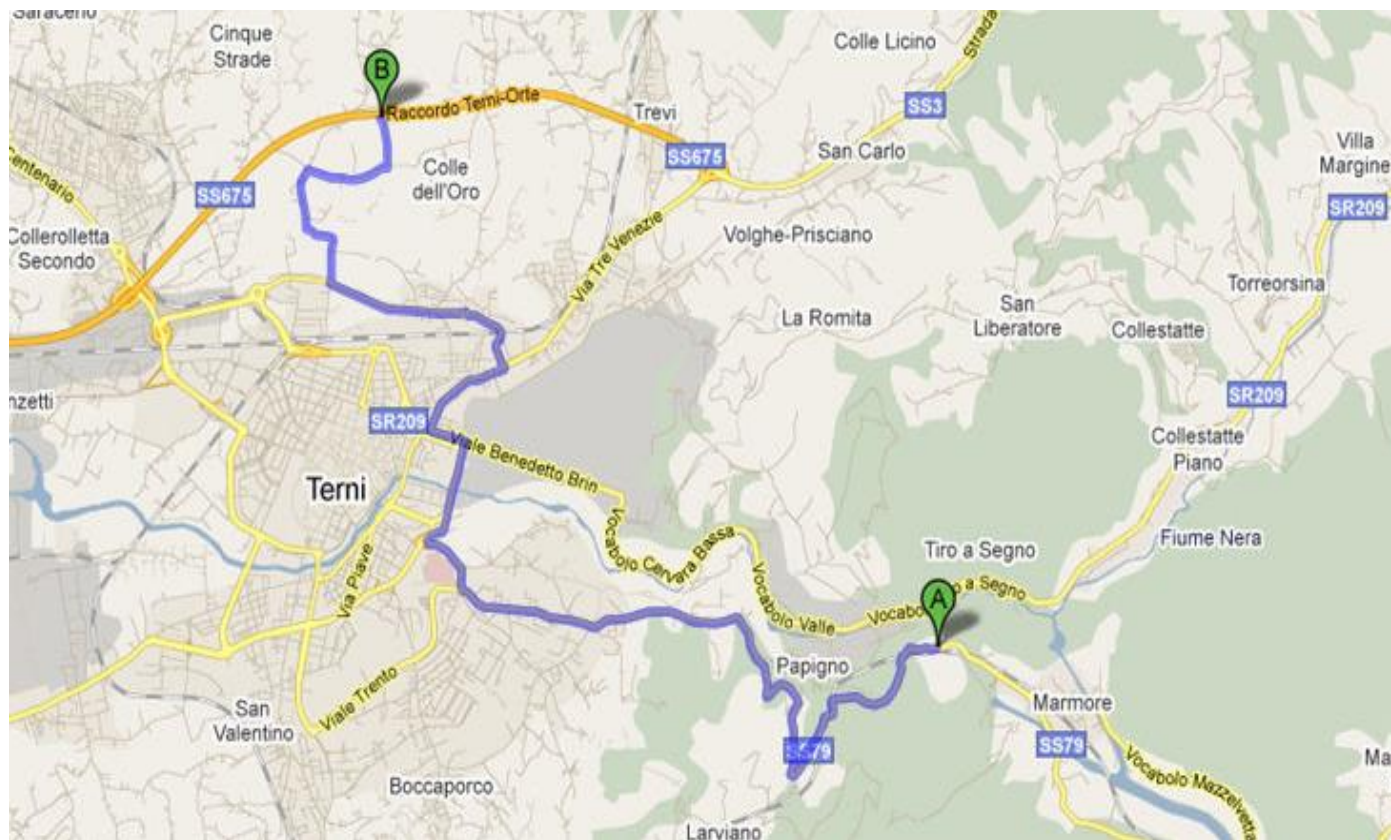 Saraceno
Cinque
Strade
Colle Licino
Strada
B
Raccordo Terni-Orte
SS3
Trevi
San Carlo
Villa
Margine
SS675
Centenario
SS675
Colle
dell'Oro
SR209
Collerolletta
Secondo
Volghe-Prisciano
Via Tre Venezie
Torreorsina
La Romita
San
Liberatore
Collestatte
nzetti
SR209
SR209
Viale Benedetto Brin
Collestatte
Piano
Terni
Vocabolo Cervara Bassa
Tiro a Segno
Fiume Nera
Via Piave
Vocabolo Valle
Vocabo
o a Segno
A
Papigno
Viale Trento
San
Valentino
Marmore
SS79
SS79
Boccaporco
Vocabolo Mazzelvetta
Ma
Larviano